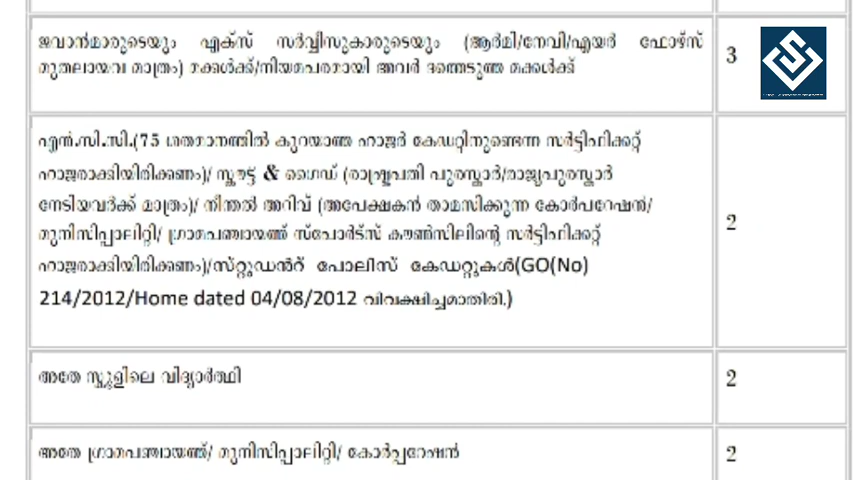 ജവാൻമാരുടെയും എക്സ് സർവ്വീസുകാരുടെയും (ആർമി/നേവി/എയർ ഫോഴ്സ് 3
മുതലായവ മാത്രം) മക്കൾക്ക്/നിയമപരമായി അവർ ദത്തെടുത്ത മക്കൾക്ക്
എൻ.സി.സി.(75 ശതമാനത്തിൽ കുറയാത്ത ഹാജർ കേഡറ്റിനുണ്ടെന്ന സർട്ടിഫിക്കറ്റ്
ഹാജരാക്കിയിരിക്കണം)/ സ്കൗട്ട് & ഗൈഡ് (രാഷ്ട്രപതി പുരസ്കാർ/രാജ്യപുരസ്കാർ
നേടിയവർക്ക് മാത്രം)/ നീന്തൽ അറിവ് (അപേക്ഷകൻ താമസിക്കുന്ന കോർപറേഷൻ/ 2
മുനിസിപ്പാലിറ്റി/ ഗ്രാമപഞ്ചായത്ത് സ്പോർട്സ് കൗൺസിലിന്റെ സർട്ടിഫിക്കറ്റ്
ഹാജരാക്കിയിരിക്കണം)/സ്റ്റുഡൻറ് പോലിസ് കേഡറ്റുകൾ(GO(No)
214/2012/Home dated 04/08/2012 വിവക്ഷിച്ചമാതിരി.)
അതേ സ്കൂളിലെ വിദ്യാർത്ഥി 2
അതേ ഗ്രാമപഞ്ചായത്ത്/ മുനിസിപ്പാലിറ്റി/ കോർപ്പറേഷൻ 2